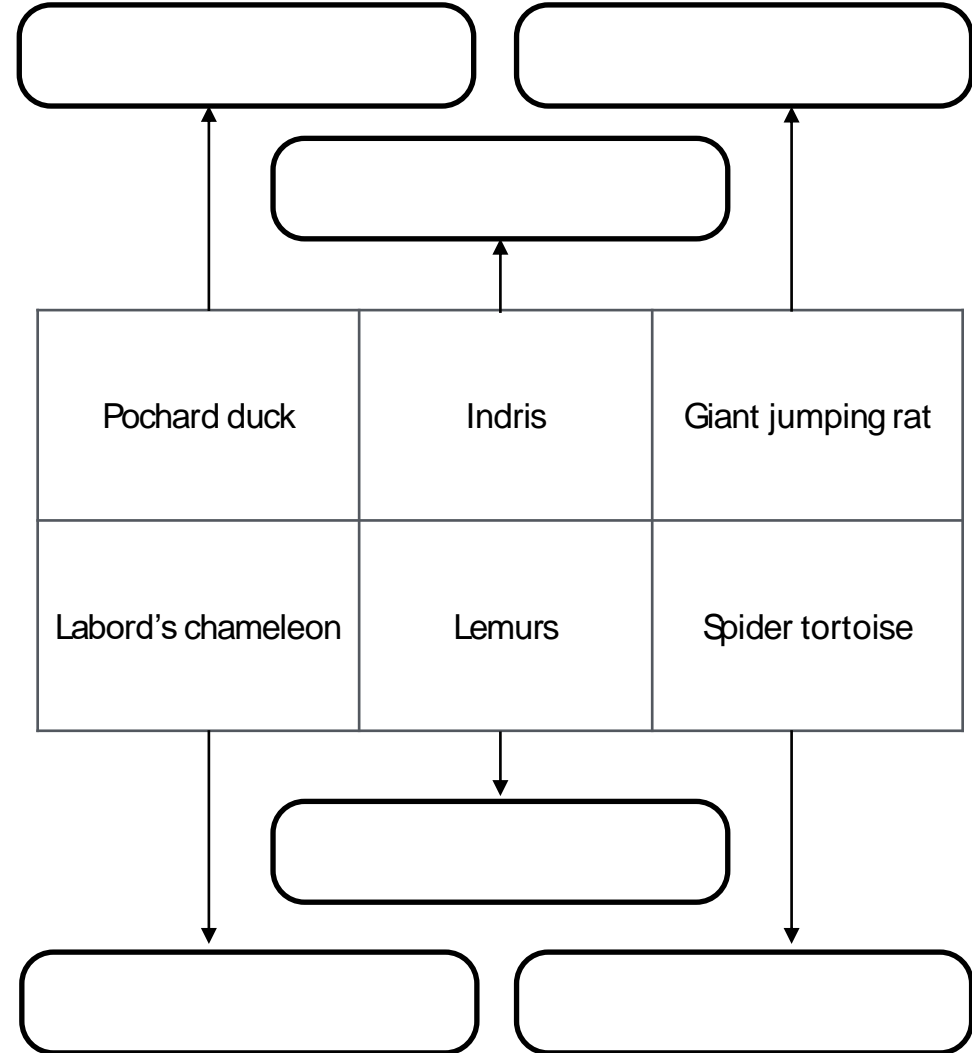 Pochard duck
Indris
Giant jumping rat
Labord’s chameleon
Lemurs
Spider tortoise